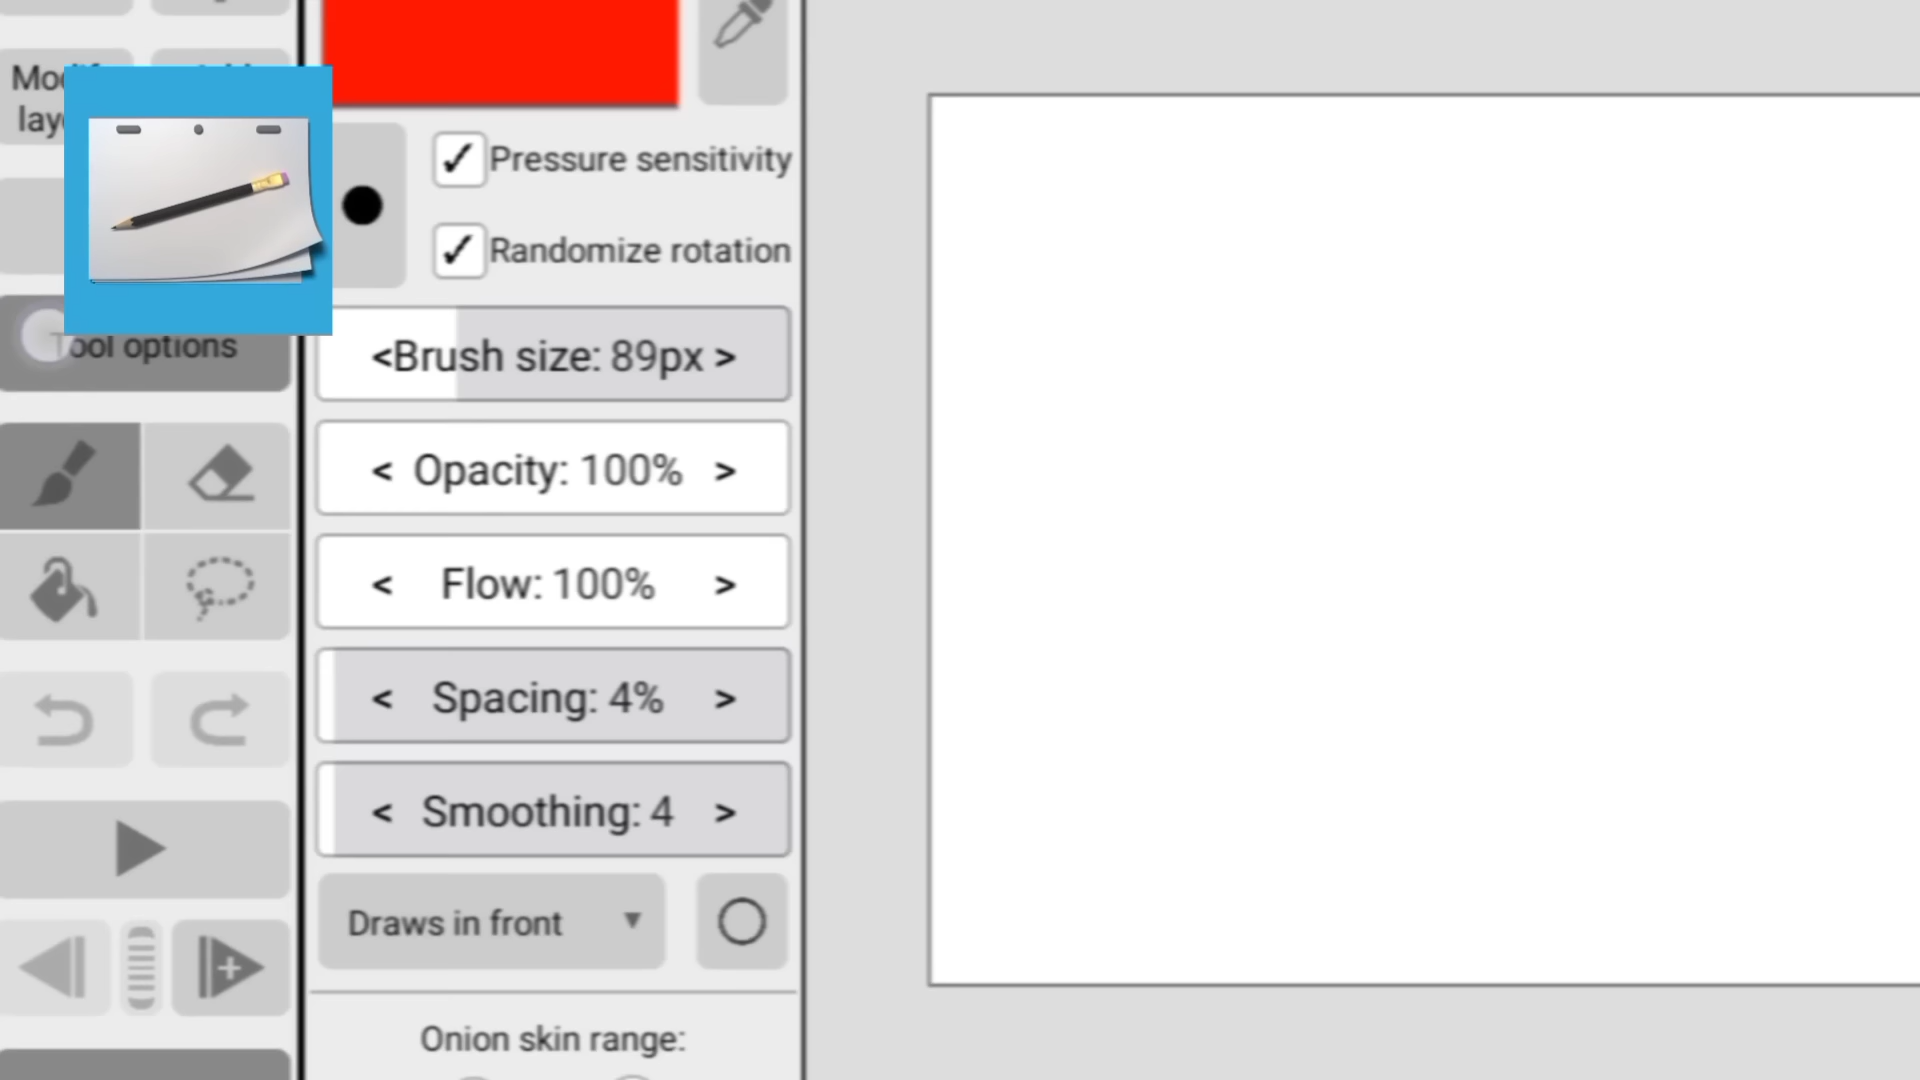 Pressure sensitivity
Randomize rotation
Tool options
<Brush size: 89px >
< Opacity: 100% >
< Flow: 100% >
< Spacing: 4% >
< Smoothing: 4 >
Draws in front
Onion skin range: